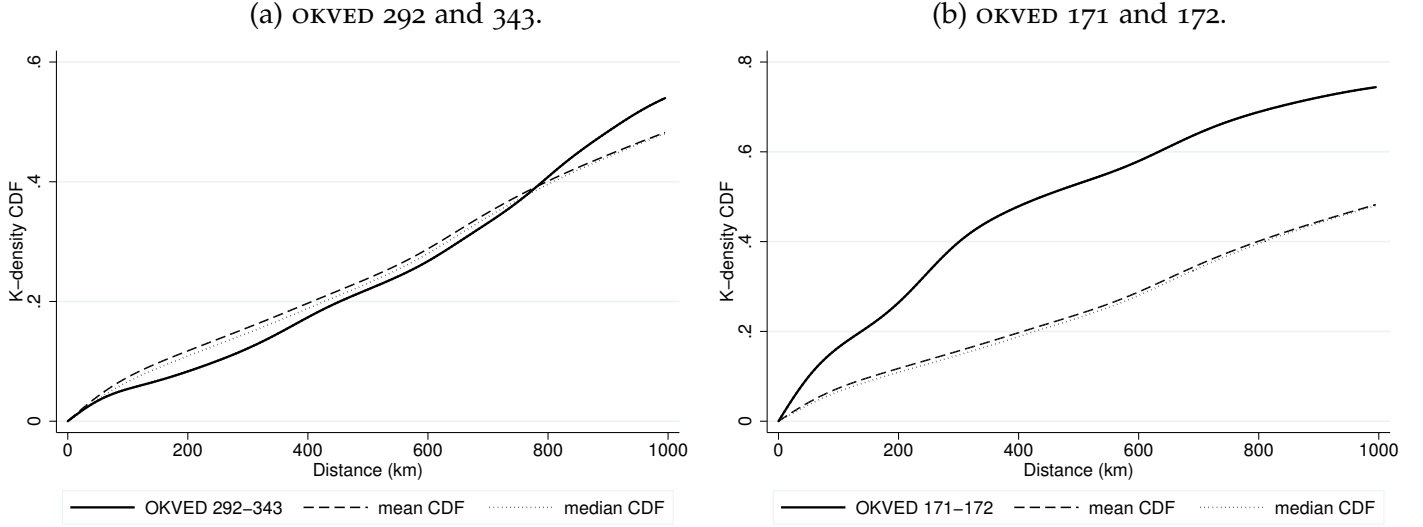 (a) OKVED 292 and 343.
.6
.4
.2
0
K–density CDF
0 200 400 600 800 1000
Distance (km)
OKVED 292–343 mean CDF median CDF
(b) OKVED 171 and 172.
.8
.6
.4
.2
0
K–density CDF
0 200 400 600 800 1000
Distance (km)
OKVED 171–172 mean CDF median CDF